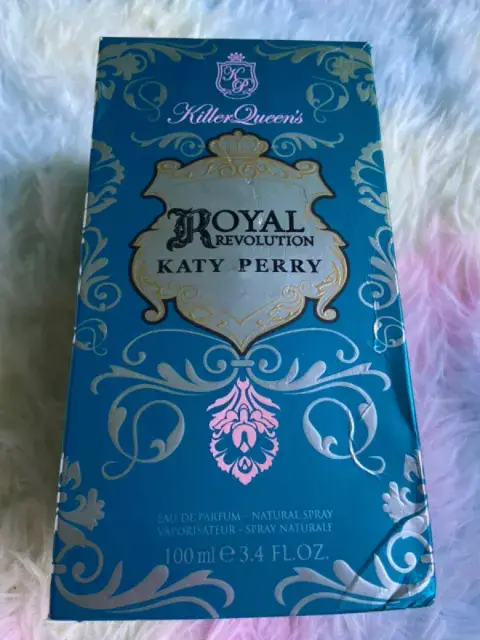 KP
Killer Queen's
ROYAL
REVOLUTION
KATY PERRY
EAU DE PARFUM - NATURAL SPRAY
VAPORISATEUR - SPRAY NATURALE
100 ml e 3.4 FL.OZ.